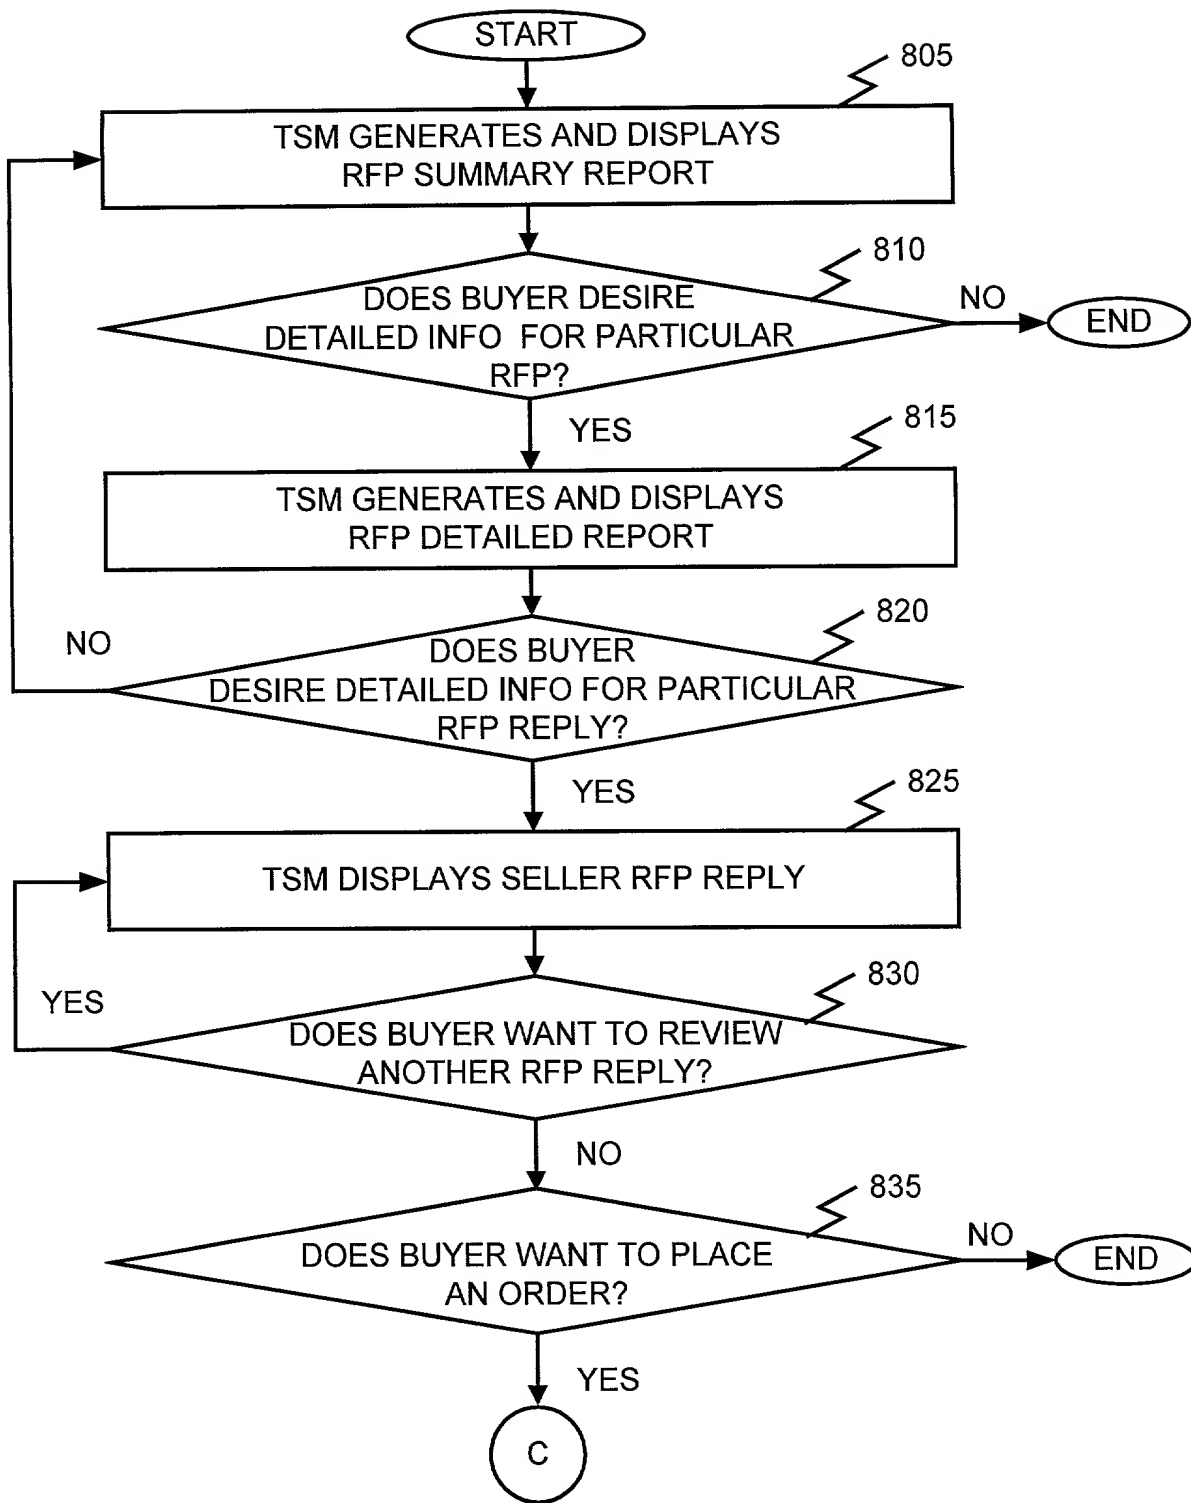 START
805
TSM GENERATES AND DISPLAYS
RFP SUMMARY REPORT
810
DOES BUYER DESIRE
DETAILED INFO FOR PARTICULAR
RFP?
NO
END
YES
815
TSM GENERATES AND DISPLAYS
RFP DETAILED REPORT
820
NO
DOES BUYER
DESIRE DETAILED INFO FOR PARTICULAR
RFP REPLY?
YES
825
TSM DISPLAYS SELLER RFP REPLY
830
YES
DOES BUYER WANT TO REVIEW
ANOTHER RFP REPLY?
NO
835
DOES BUYER WANT TO PLACE
AN ORDER?
NO
END
YES
C